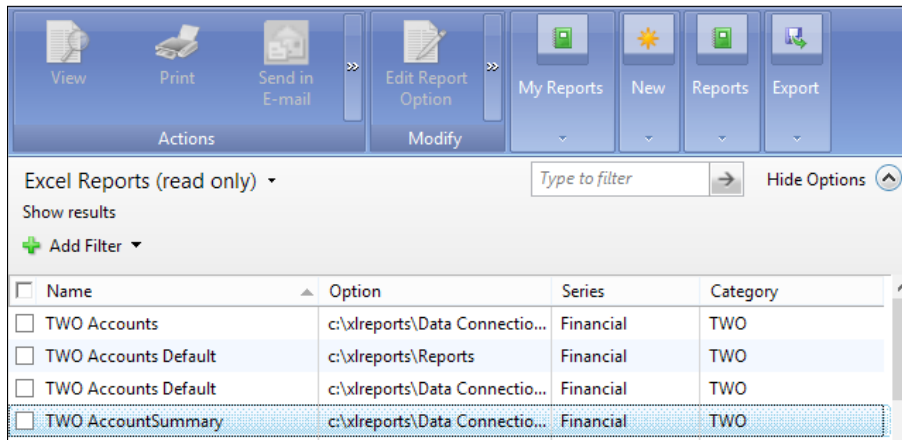 View Print Send in E-mail » Edit Report Option » My Reports New Reports Export
Actions Modify
Excel Reports (read only) Type to filter Hide Options
Show results
Add Filter
Name Option Series Category
TWO Accounts c:\xlreports\Data Connectio... Financial TWO
TWO Accounts Default c:\xlreports\Reports Financial TWO
TWO Accounts Default c:\xlreports\Data Connectio... Financial TWO
TWO AccountSummary c:\xlreports\Data Connectio... Financial TWO